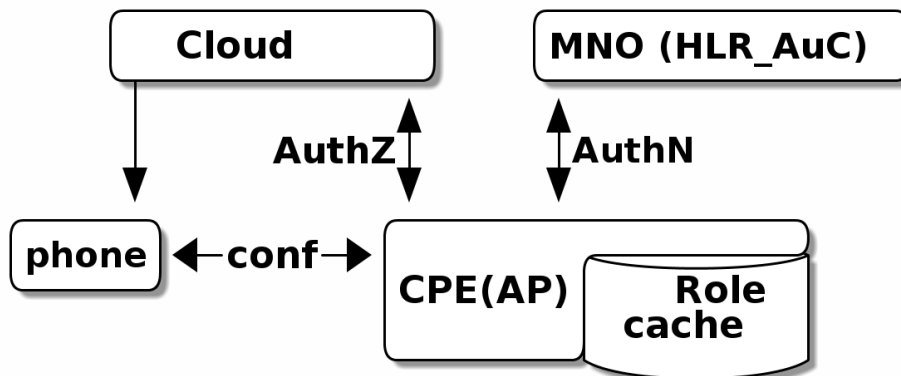 Cloud
MNO (HLR_AuC)
AuthZ
AuthN
phone
conf
CPE(AP)
Role
cache